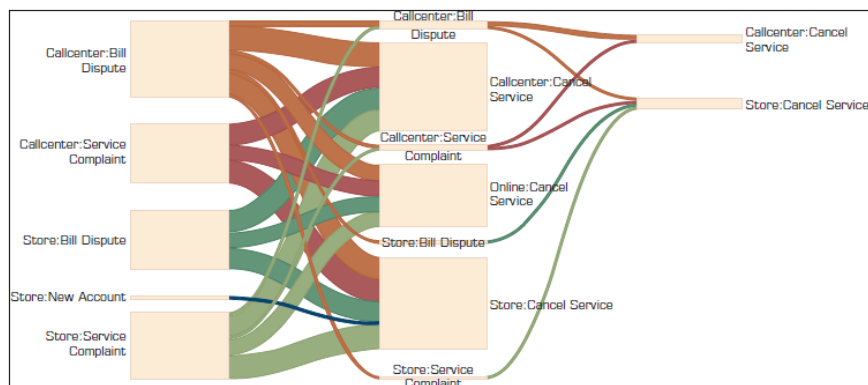 Callcenter:Bill
Dispute
Callcenter:Service
Complaint
Store:Bill Dispute
Store:New Account
Store:Service
Complaint
Callcenter:Bill
Dispute
Callcenter:Cancel
Service
Callcenter:Service
Complaint
Online:Cancel
Service
Store:Bill Dispute
Store:Cancel Service
Store:Service
Complaint
Callcenter:Cancel
Service
Store:Cancel Service